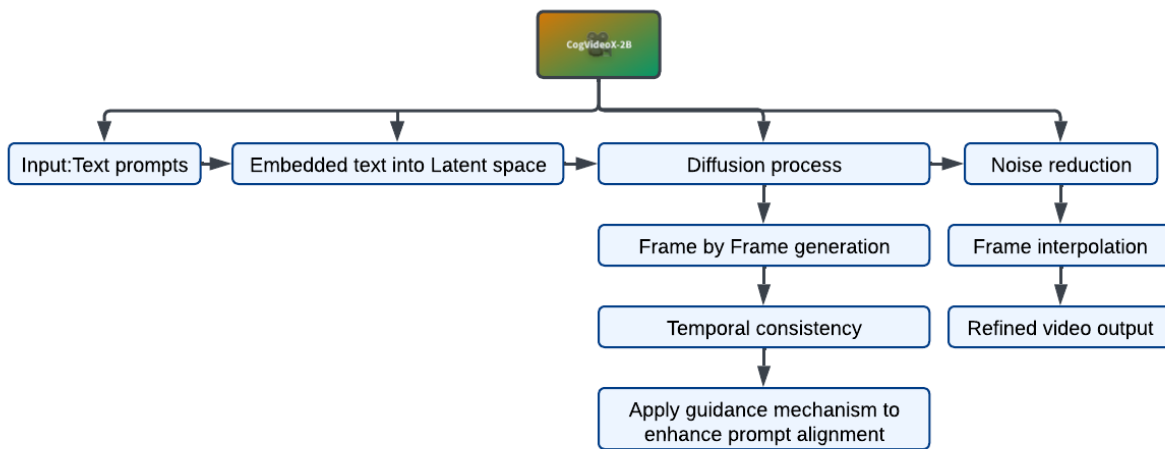 CogVideoX-2B
Input:Text prompts
Embedded text into Latent space
Diffusion process
Noise reduction
Frame by Frame generation
Frame interpolation
Temporal consistency
Refined video output
Apply guidance mechanism to
enhance prompt alignment